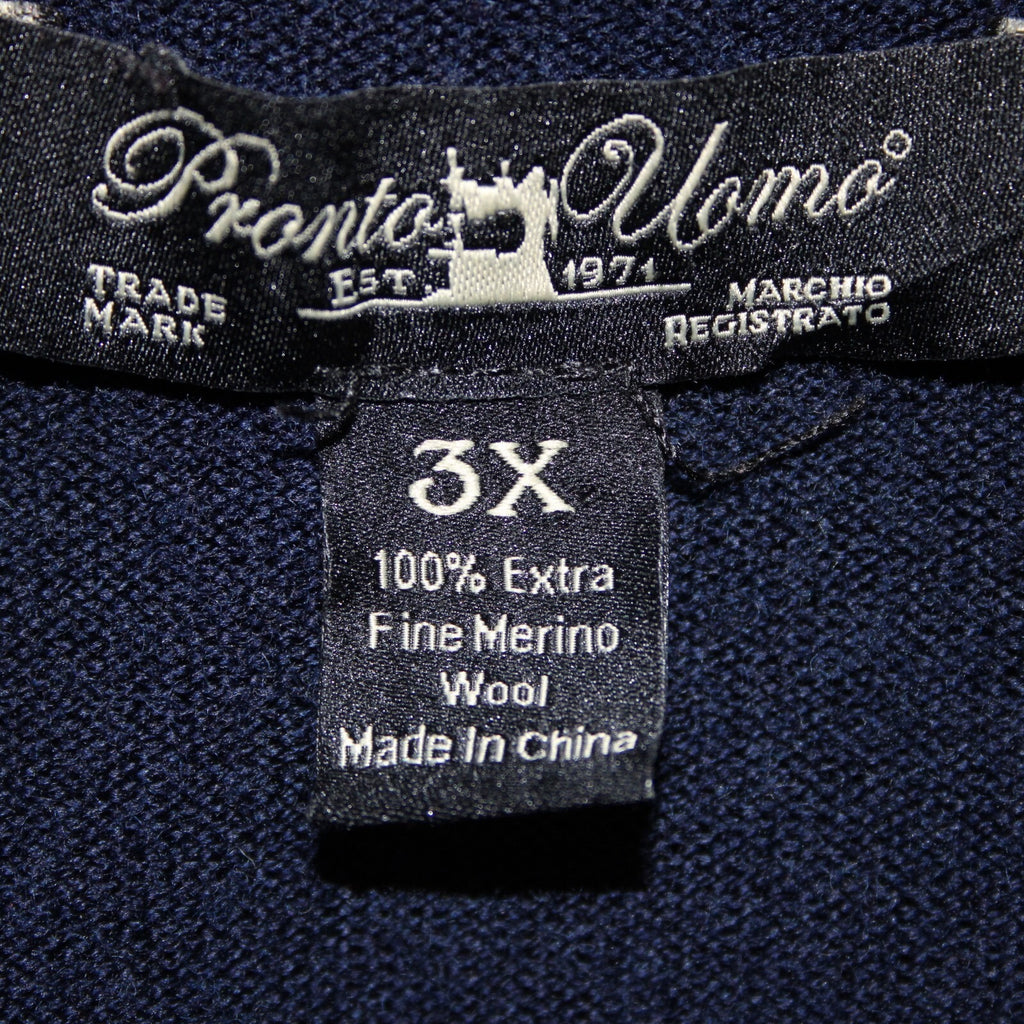 Pronto Uomo°
EST. 1971
TRADE MARK
MARCHIO REGISTRATO
3X
100% Extra
Fine Merino
Wool
Made In China